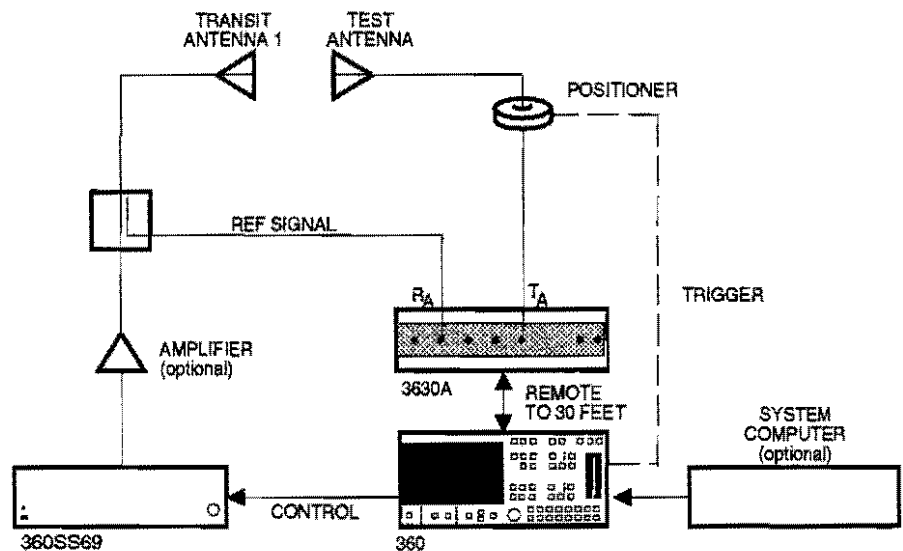 TRANSIT
ANTENNA 1
TEST
ANTENNA
POSITIONER
REF SIGNAL
RA
TA
TRIGGER
AMPLIFIER
(optional)
3630A
REMOTE
TO 30 FEET
SYSTEM
COMPUTER
(optional)
CONTROL
360SS69
360